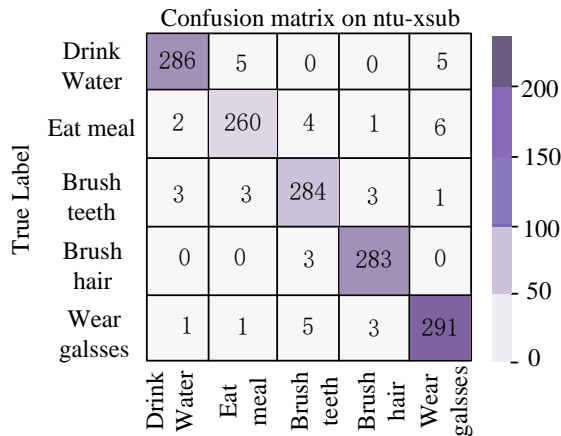 Confusion matrix on ntu-xsub
True Label
Drink
Water
286 5 0 0 5
Eat meal
2 260 4 1 6
Brush
teeth
3 3 284 3 1
Brush
hair
0 0 3 283 0
Wear
galsses
1 1 5 3 291
Drink
Water
Eat
meal
Brush
teeth
Brush
hair
Wear
galsses
200
150
100
50
0